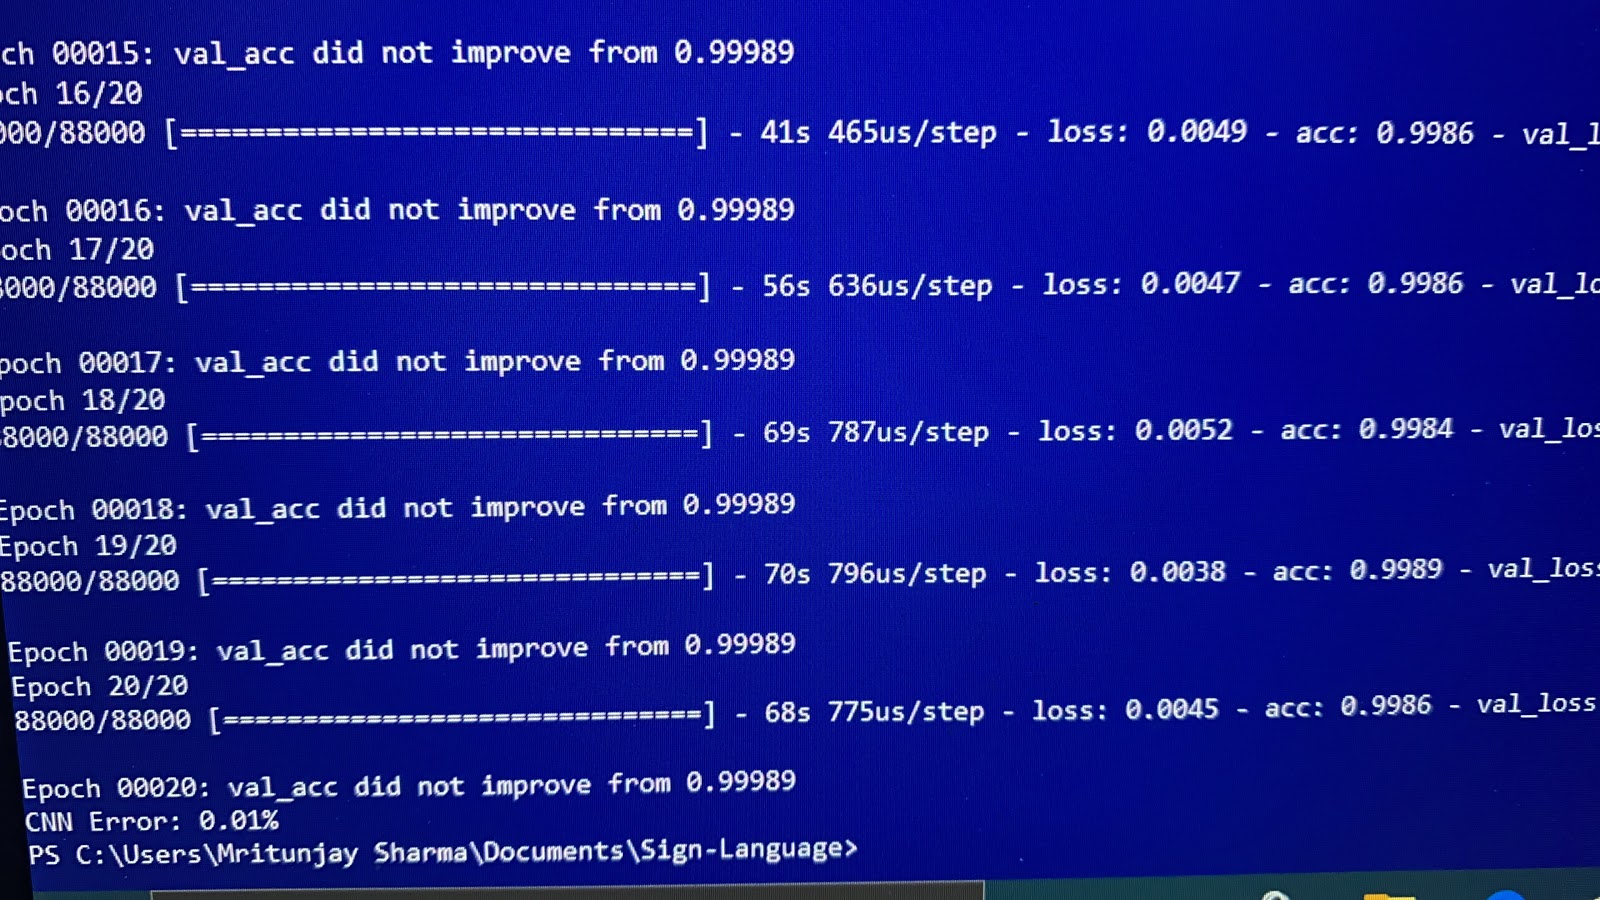 ch 00015: val_acc did not improve from 0.99989
och 16/20
000/88000 [==============================] - 41s 465us/step - loss: 0.0049 - acc: 0.9986 - val_l
och 00016: val_acc did not improve from 0.99989
och 17/20
8000/88000 [==============================] - 56s 636us/step - loss: 0.0047 - acc: 0.9986 - val_lo
poch 00017: val_acc did not improve from 0.99989
poch 18/20
88000/88000 [==============================] - 69s 787us/step - loss: 0.0052 - acc: 0.9984 - val_los
Epoch 00018: val_acc did not improve from 0.99989
Epoch 19/20
88000/88000 [==============================] - 70s 796us/step - loss: 0.0038 - acc: 0.9989 - val_loss
Epoch 00019: val_acc did not improve from 0.99989
Epoch 20/20
88000/88000 [==============================] - 68s 775us/step - loss: 0.0045 - acc: 0.9986 - val_loss
Epoch 00020: val_acc did not improve from 0.99989
CNN Error: 0.01%
PS C:\Users\Mritunjay Sharma\Documents\Sign-Language>